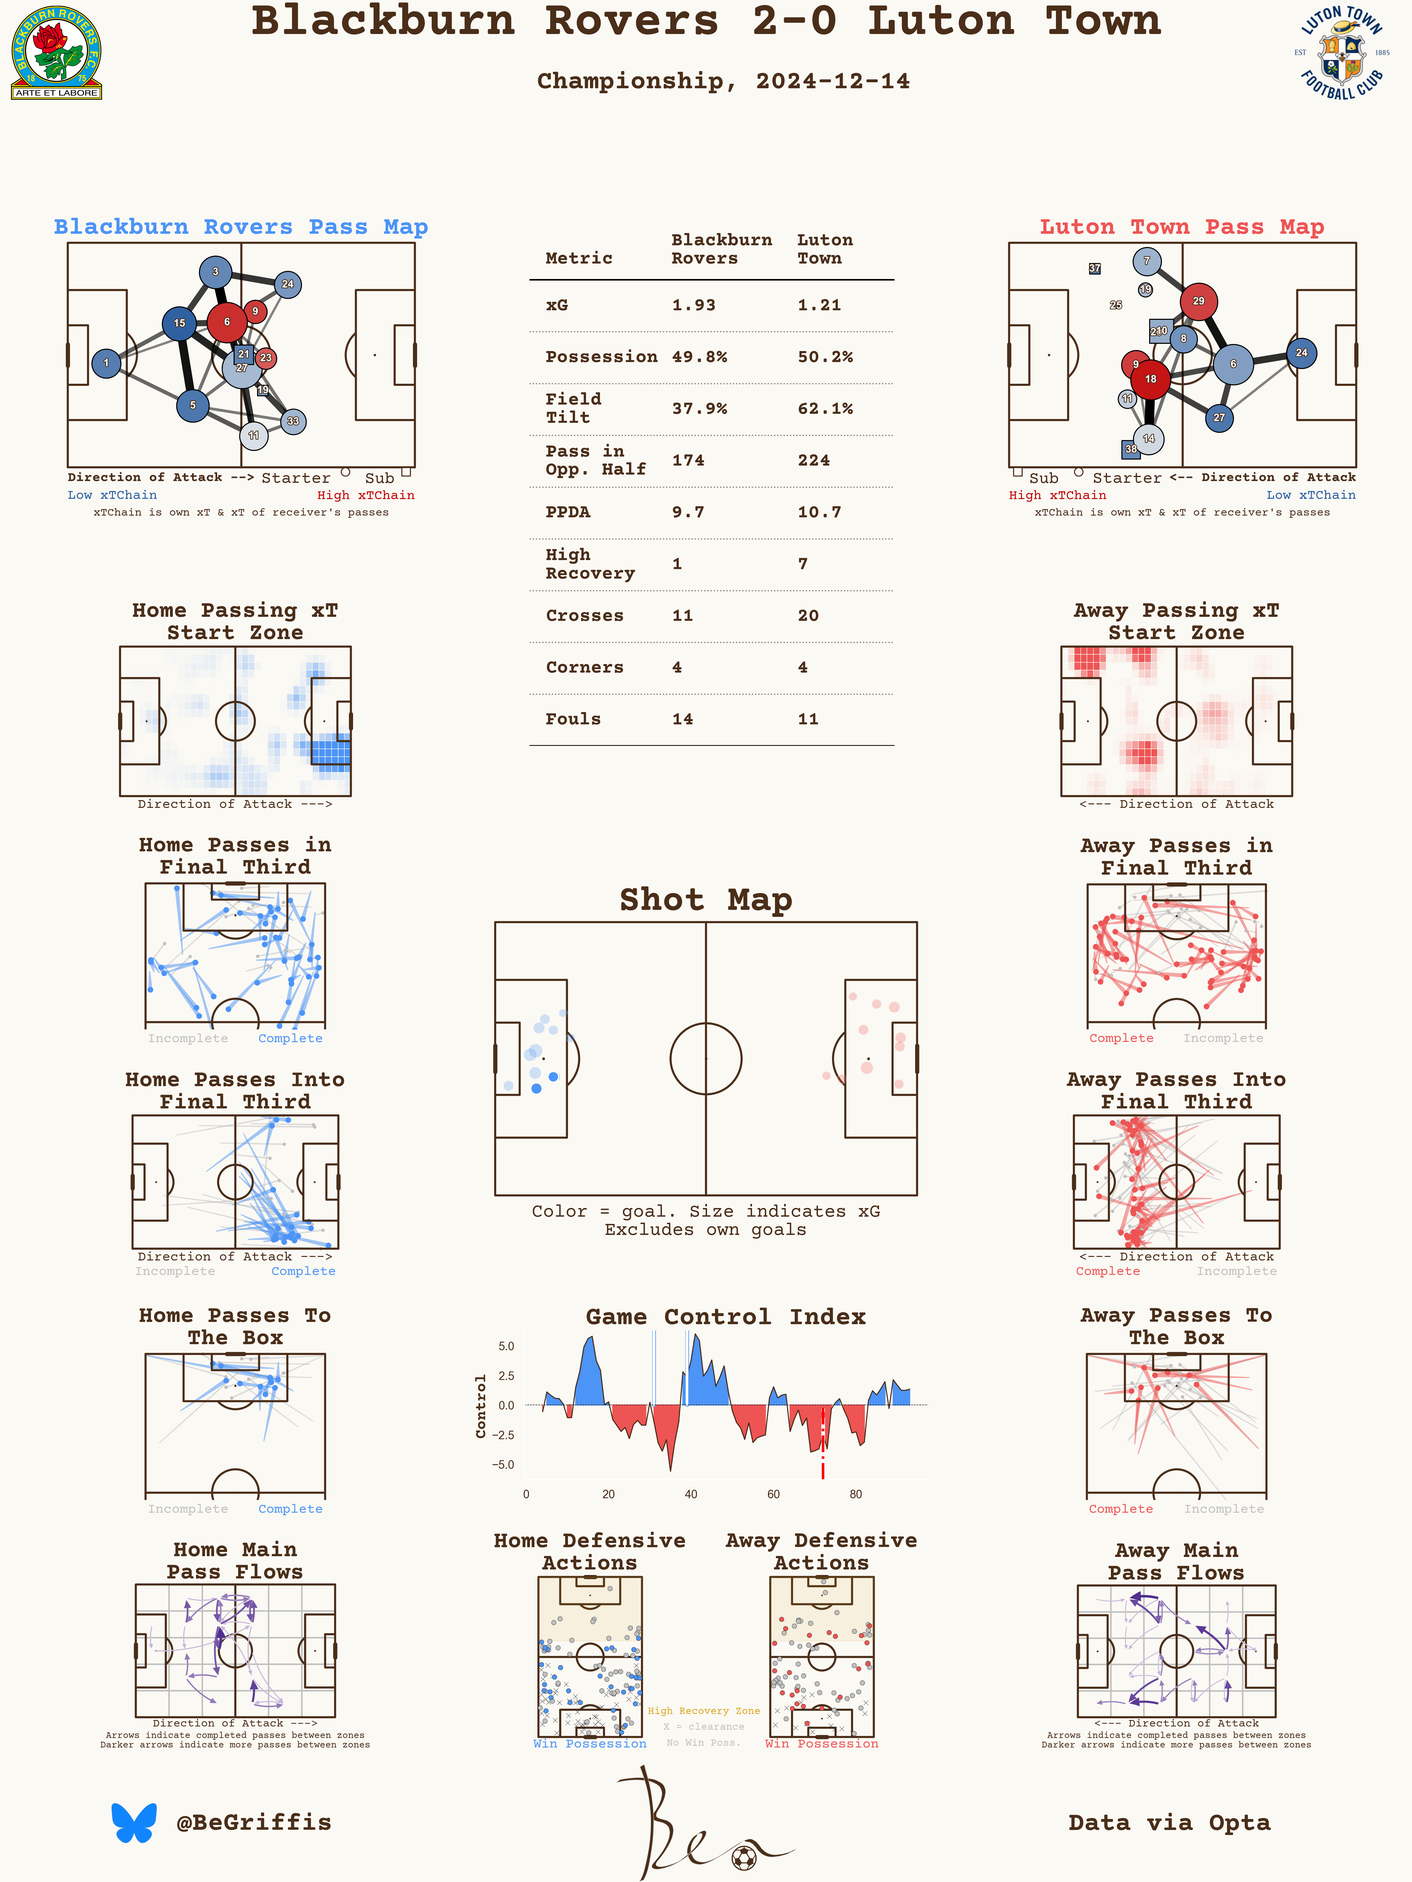 Blackburn Rovers 2-0 Luton Town
Championship, 2024-12-14
BLACKBURN ROVERS F.C.
18 75
ARTE ET LABORE
LUTON TOWN
EST 1885
FOOTBALL CLUB
Blackburn Rovers Pass Map
3
24
9
15
6
21
23
1
27
19
5
33
11
Direction of Attack --> Starter Sub
Low xTChain High xTChain
xTChain is own xT & xT of receiver's passes
Metric Blackburn Rovers Luton Town
xG 1.93 1.21
Possession 49.8% 50.2%
Field Tilt 37.9% 62.1%
Pass in Opp. Half 174 224
PPDA 9.7 10.7
High Recovery 1 7
Crosses 11 20
Corners 4 4
Fouls 14 11
Luton Town Pass Map
37
7
19
25
29
10
8
24
9
6
18
11
27
14
38
Sub Starter <-- Direction of Attack
High xTChain Low xTChain
xTChain is own xT & xT of receiver's passes
Home Passing xT
Start Zone
Direction of Attack --->
Away Passing xT
Start Zone
<--- Direction of Attack
Home Passes in
Final Third
Incomplete Complete
Away Passes in
Final Third
Complete Incomplete
Shot Map
Color = goal. Size indicates xG
Excludes own goals
Home Passes Into
Final Third
Direction of Attack --->
Incomplete Complete
Away Passes Into
Final Third
<--- Direction of Attack
Complete Incomplete
Home Passes To
The Box
Incomplete Complete
Game Control Index
Control
5.0
2.5
0.0
−2.5
−5.0
0 20 40 60 80
Away Passes To
The Box
Complete Incomplete
Home Main
Pass Flows
Direction of Attack --->
Arrows indicate completed passes between zones
Darker arrows indicate more passes between zones
Home Defensive
Actions
Win Possession
Away Defensive
Actions
Win Possession
High Recovery Zone
X = clearance
No Win Poss.
Away Main
Pass Flows
<--- Direction of Attack
Arrows indicate completed passes between zones
Darker arrows indicate more passes between zones
@BeGriffis
Ben
Data via Opta